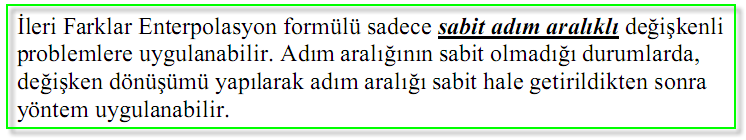 İleri Farklar Enterpolasyon formülü sadece sabit adım aralıklı değişkenli
problemlere uygulanabilir. Adım aralığının sabit olmadığı durumlarda,
değişken dönüşümü yapılarak adım aralığı sabit hale getirildikten sonra
yöntem uygulanabilir.